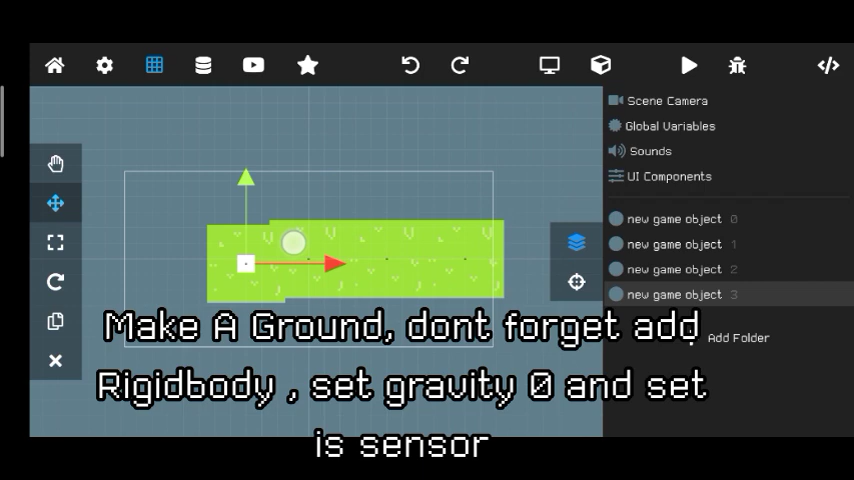 Scene Camera
Global Variables
Sounds
UI Components
new game object 0
new game object 1
new game object 2
new game object 3
Add Folder
Make A Ground, dont forget add
Rigidbody , set gravity 0 and set
is sensor